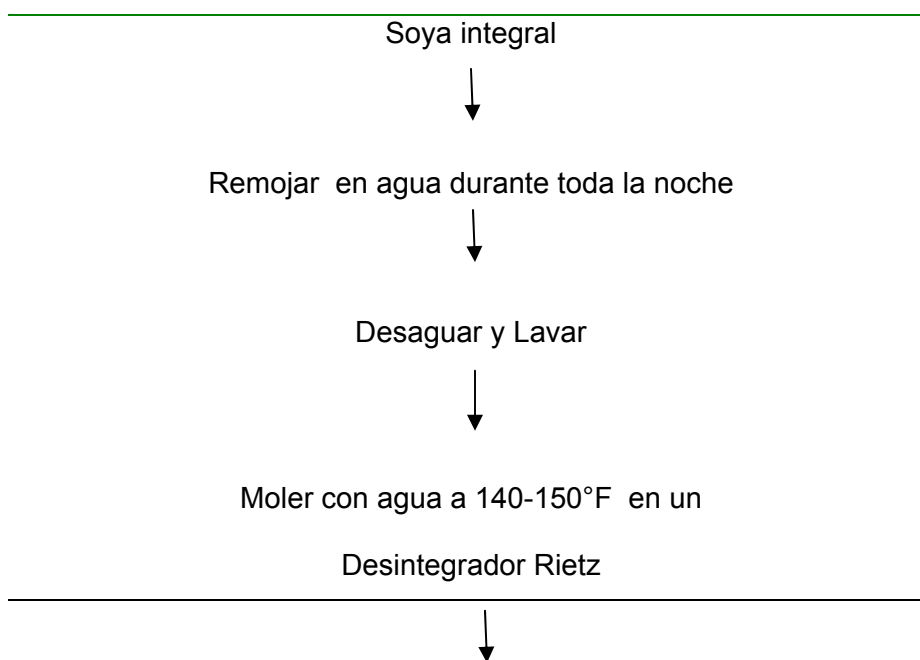 Soya integral
Remojar en agua durante toda la noche
Desaguar y Lavar
Moler con agua a 140-150°F en un
Desintegrador Rietz